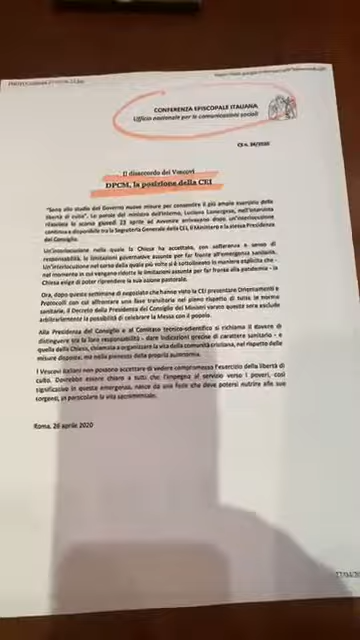 CONFERENZA EPISCOPALE ITALIANA
Ufficio nazionale per le comunicazioni sociali
CS n. 34/2020
Il disaccordo dei Vescovi
DPCM, la posizione della CEI
"Sono allo studio del Governo nuove misure per consentire il più ampio esercizio della
libertà di culto". Le parole del ministro dell'Interno, Luciana Lamorgese, nell'intervista
rilasciata lo scorso giovedì 23 aprile ad Avvenire arrivavano dopo un'interlocuzione
continua e disponibile tra la Segreteria Generale della CEI, il Ministero e la stessa Presidenza
del Consiglio.
Un'interlocuzione nella quale la Chiesa ha accettato, con sofferenza e senso di
responsabilità, le limitazioni governative assunte per far fronte all'emergenza sanitaria.
Un'interlocuzione nel corso della quale più volte si è sottolineato in maniera esplicita che –
nel momento in cui vengano ridotte le limitazioni assunte per far fronte alla pandemia – la
Chiesa esige di poter riprendere la sua azione pastorale.
Ora, dopo queste settimane di negoziato che hanno visto la CEI presentare Orientamenti e
Protocolli con cui affrontare una fase transitoria nel pieno rispetto di tutte le norme
sanitarie, il Decreto della Presidenza del Consiglio dei Ministri varato questa sera esclude
arbitrariamente la possibilità di celebrare la Messa con il popolo.
Alla Presidenza del Consiglio e al Comitato tecnico-scientifico si richiama il dovere di
distinguere tra la loro responsabilità – dare indicazioni precise di carattere sanitario – e
quella della Chiesa, chiamata a organizzare la vita della comunità cristiana, nel rispetto delle
misure disposte, ma nella pienezza della propria autonomia.
I Vescovi italiani non possono accettare di vedere compromesso l'esercizio della libertà di
culto. Dovrebbe essere chiaro a tutti che l'impegno al servizio verso i poveri, così
significativo in questa emergenza, nasce da una fede che deve potersi nutrire alle sue
sorgenti, in particolare la vita sacramentale.
Roma, 26 aprile 2020